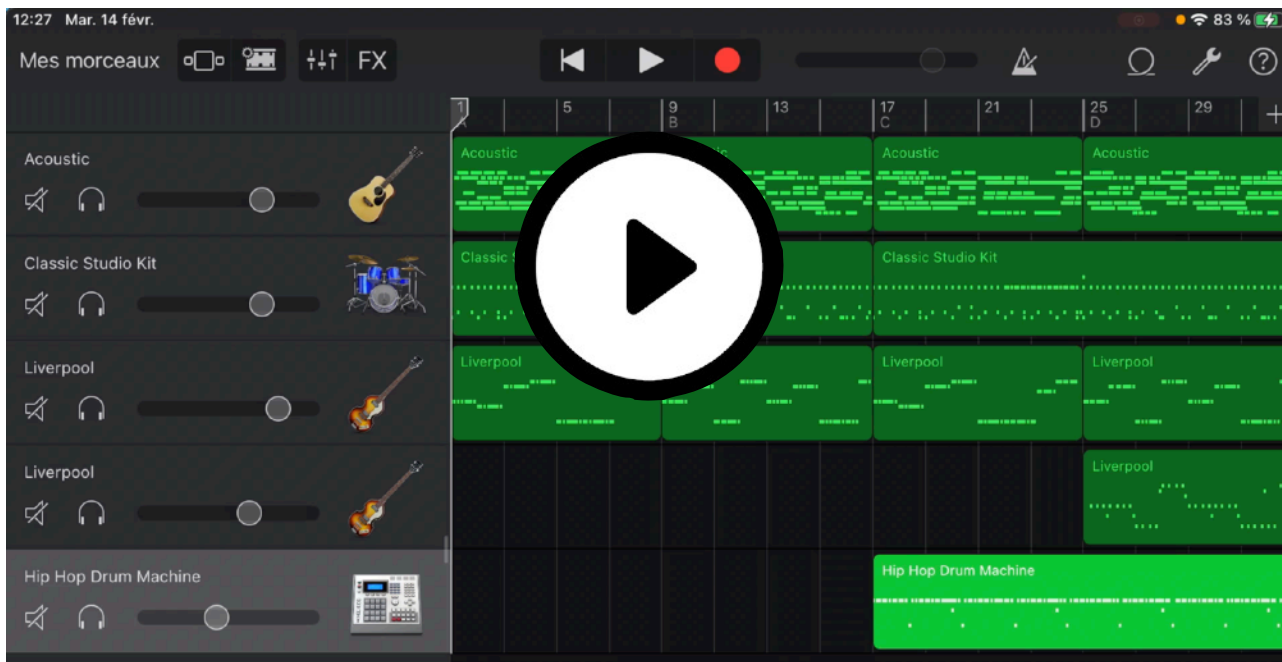 12:27 Mar. 14 févr. 83 %
Mes morceaux FX
1 5 9 13 17 21 25 29
A B C D
Acoustic
Acoustic
Acoustic
Acoustic
Classic Studio Kit
Classic
Classic Studio Kit
Liverpool
Liverpool
Liverpool
Liverpool
Liverpool
Liverpool
Hip Hop Drum Machine
Hip Hop Drum Machine